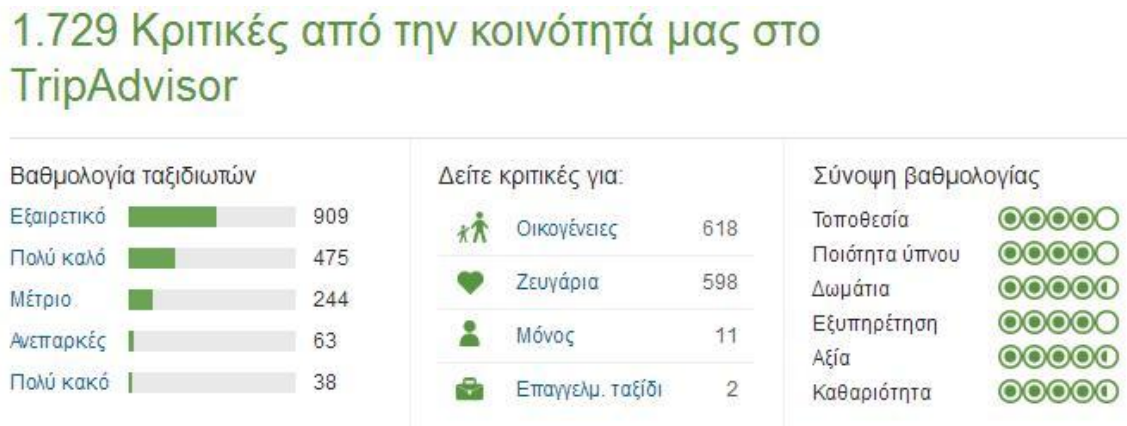 1.729 Κριτικές από την κοινότητά μας στο
TripAdvisor
Βαθμολογία ταξιδιωτών
Εξαιρετικό 909
Πολύ καλό 475
Μέτριο 244
Ανεπαρκές 63
Πολύ κακό 38
Δείτε κριτικές για:
Οικογένειες 618
Ζευγάρια 598
Μόνος 11
Επαγγελμ. ταξίδι 2
Σύνοψη βαθμολογίας
Τοποθεσία
Ποιότητα ύπνου
Δωμάτια
Εξυπηρέτηση
Αξία
Καθαριότητα